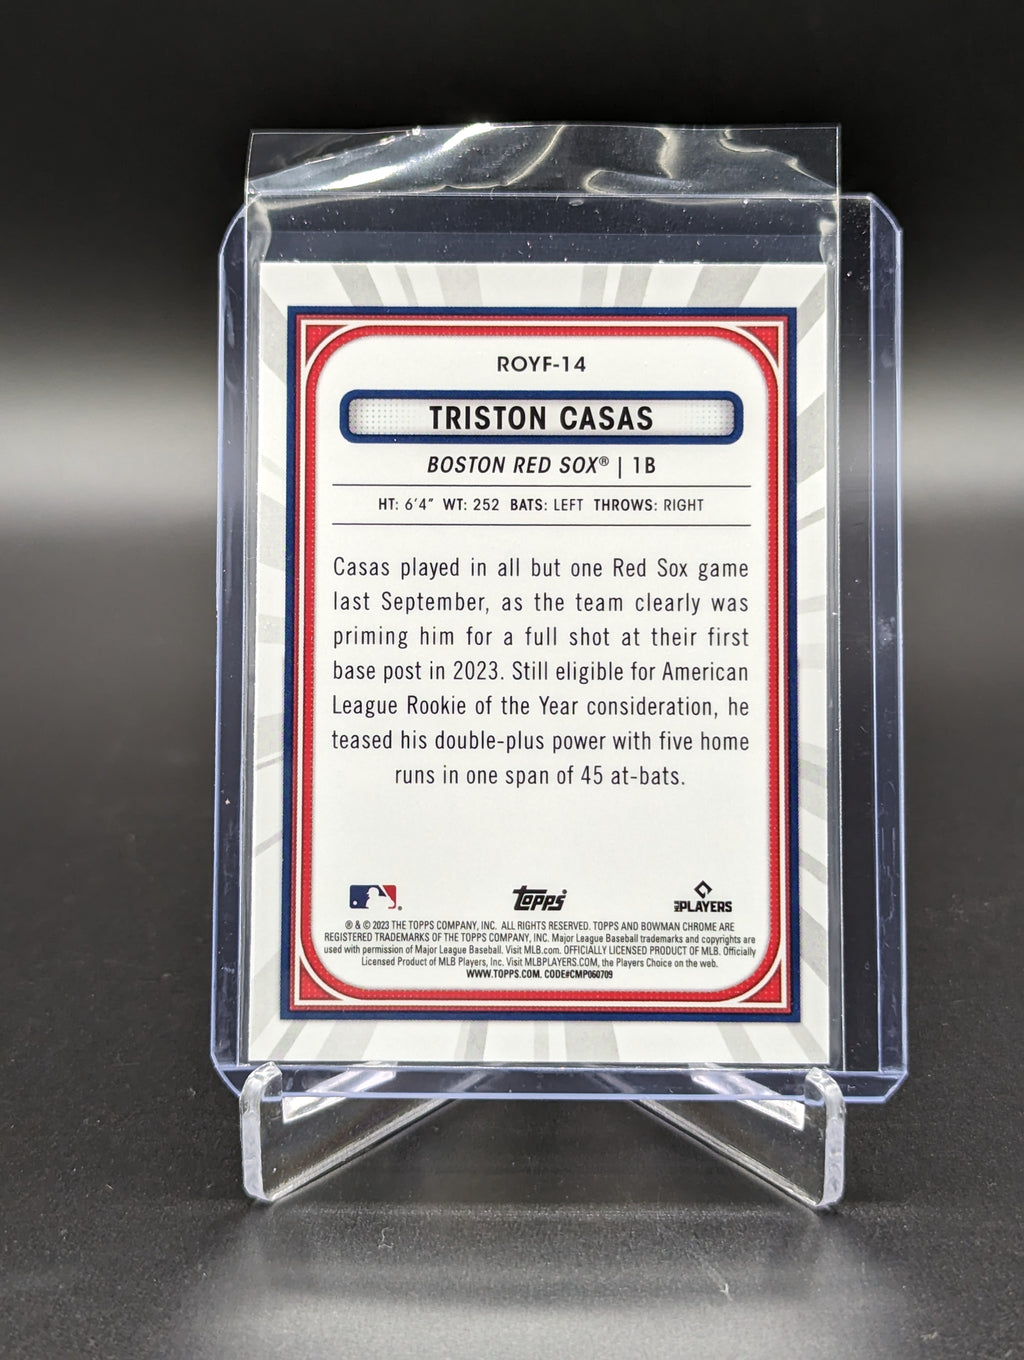 ROYF-14
TRISTON CASAS
BOSTON RED SOX® | 1B
HT: 6'4" WT: 252 BATS: LEFT THROWS: RIGHT
Casas played in all but one Red Sox game
last September, as the team clearly was
priming him for a full shot at their first
base post in 2023. Still eligible for American
League Rookie of the Year consideration, he
teased his double-plus power with five home
runs in one span of 45 at-bats.
Topps
MLB PLAYERS
® & © 2023 THE TOPPS COMPANY, INC. ALL RIGHTS RESERVED. TOPPS AND BOWMAN CHROME ARE
REGISTERED TRADEMARKS OF THE TOPPS COMPANY, INC. Major League Baseball trademarks and copyrights are
used with permission of Major League Baseball. Visit MLB.com. OFFICIALLY LICENSED PRODUCT OF MLB. Officially
Licensed Product of MLB Players, Inc. Visit MLBPLAYERS.COM, the Players Choice on the web.
WWW.TOPPS.COM. CODE#CMP060709